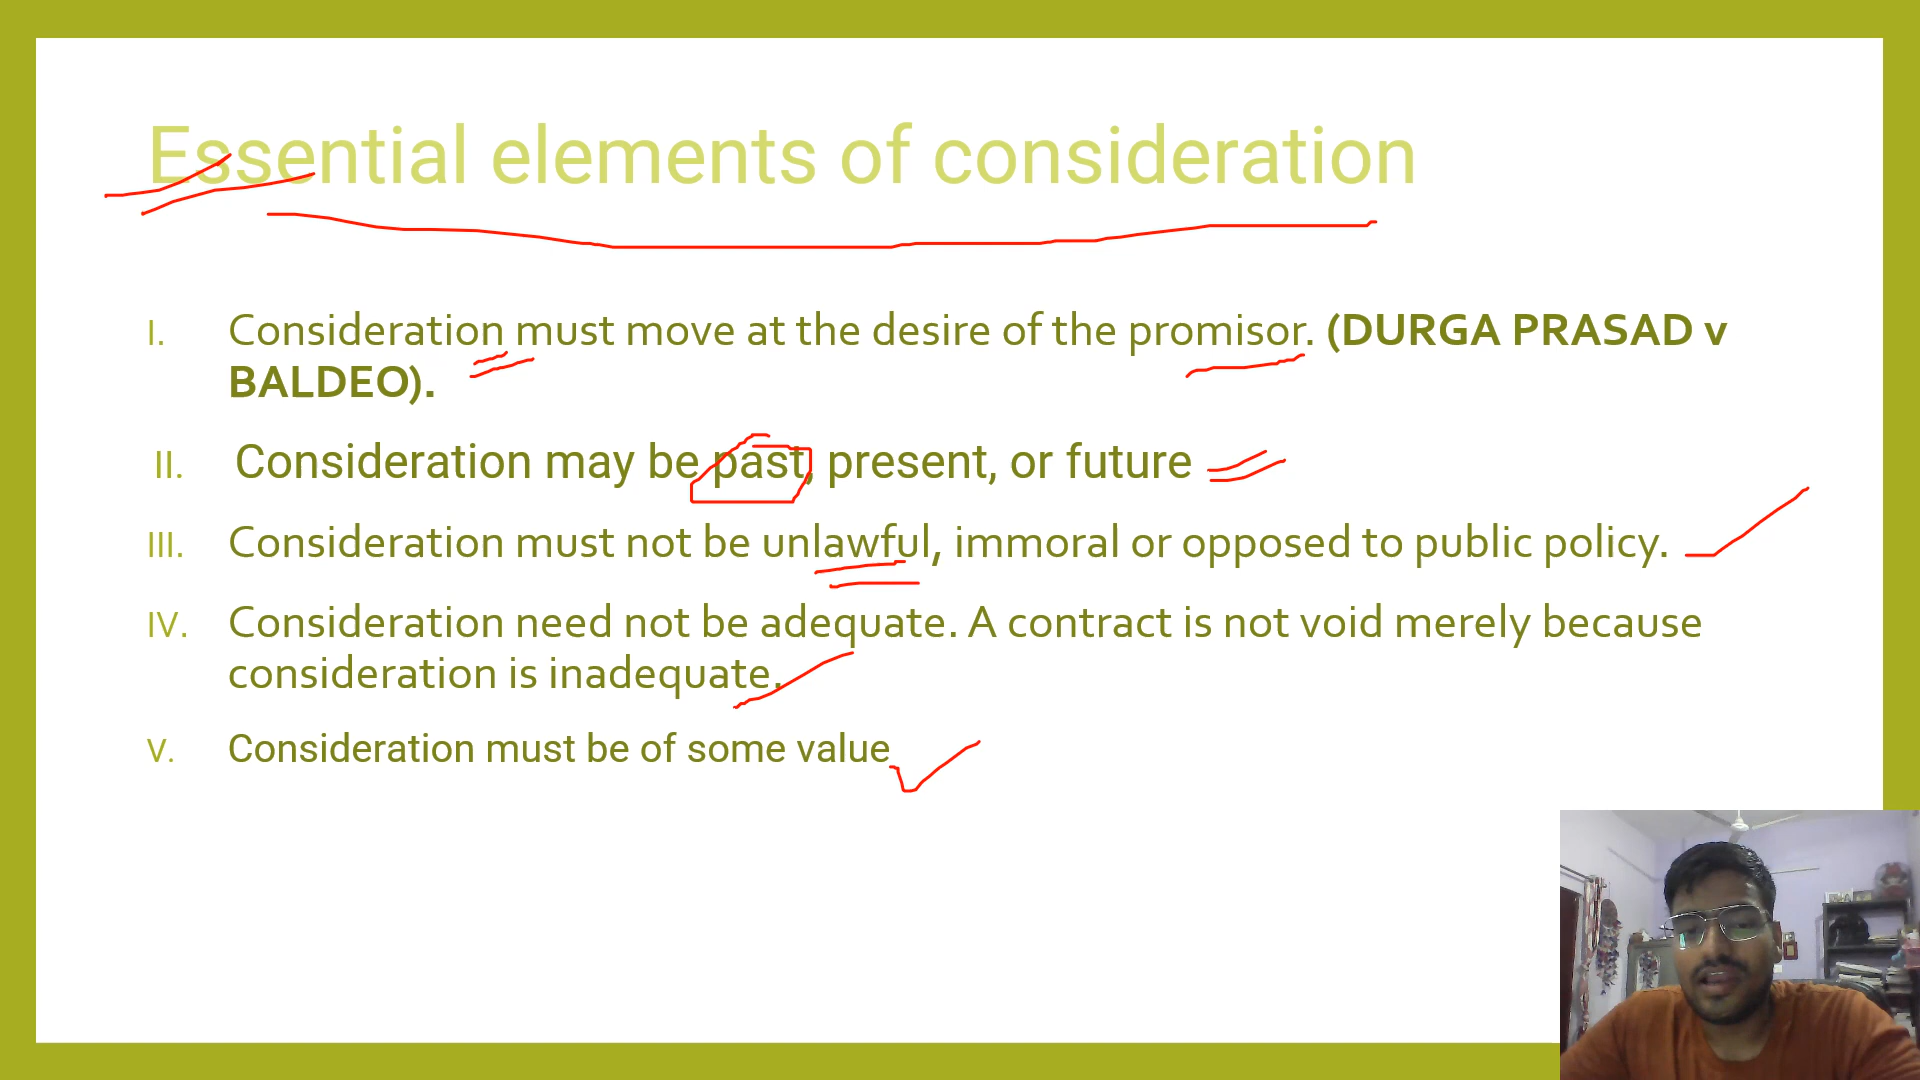 Essential elements of consideration
I. Consideration must move at the desire of the promisor. (DURGA PRASAD v
BALDEO).
II. Consideration may be past, present, or future
III. Consideration must not be unlawful, immoral or opposed to public policy.
IV. Consideration need not be adequate. A contract is not void merely because
consideration is inadequate.
V. Consideration must be of some value